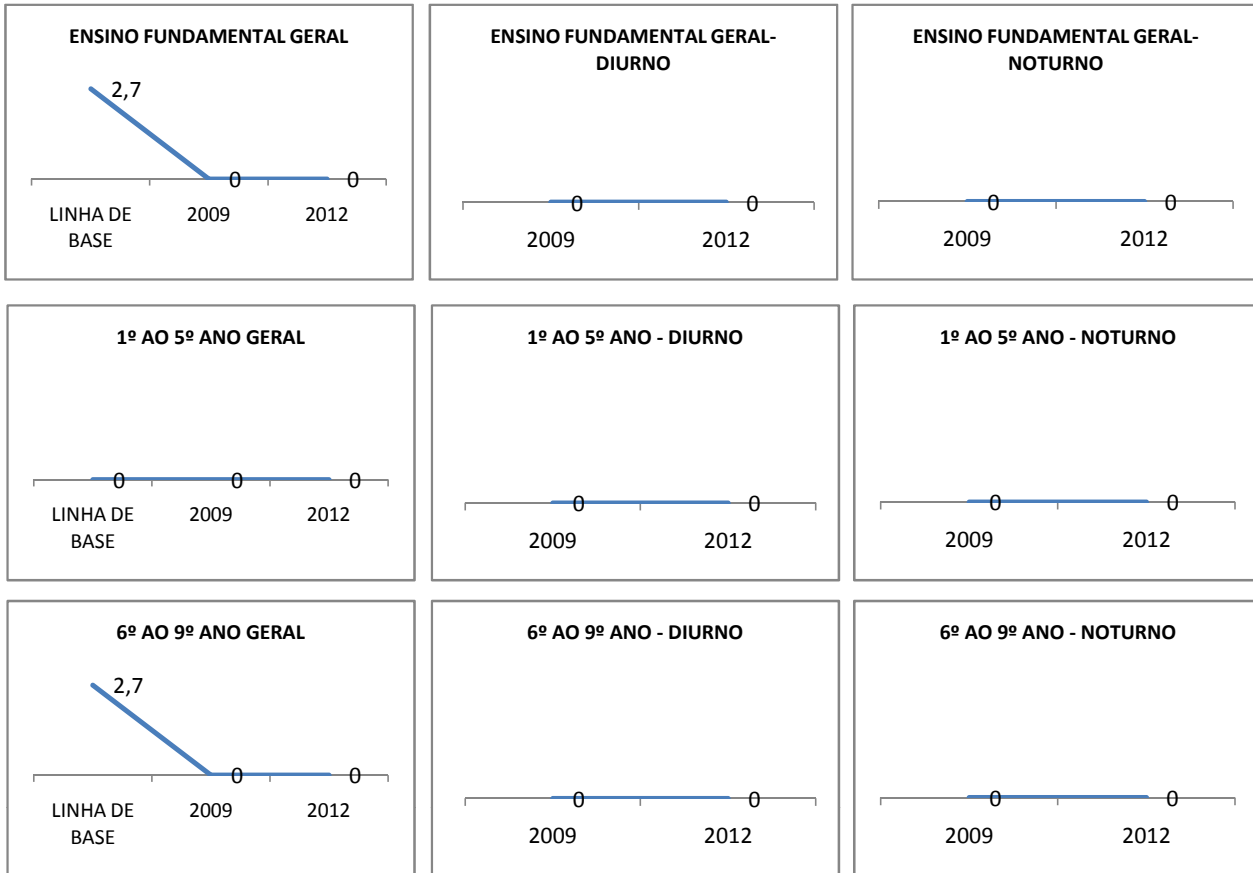 ENSINO FUNDAMENTAL GERAL
2,7
0
0
LINHA DE
BASE
2009
2012
ENSINO FUNDAMENTAL GERAL-
DIURNO
0
0
2009
2012
ENSINO FUNDAMENTAL GERAL-
NOTURNO
0
0
2009
2012
1º AO 5º ANO GERAL
0
0
0
LINHA DE
BASE
2009
2012
1º AO 5º ANO - DIURNO
0
0
2009
2012
1º AO 5º ANO - NOTURNO
0
0
2009
2012
6º AO 9º ANO GERAL
2,7
0
0
LINHA DE
BASE
2009
2012
6º AO 9º ANO - DIURNO
0
0
2009
2012
6º AO 9º ANO - NOTURNO
0
0
2009
2012